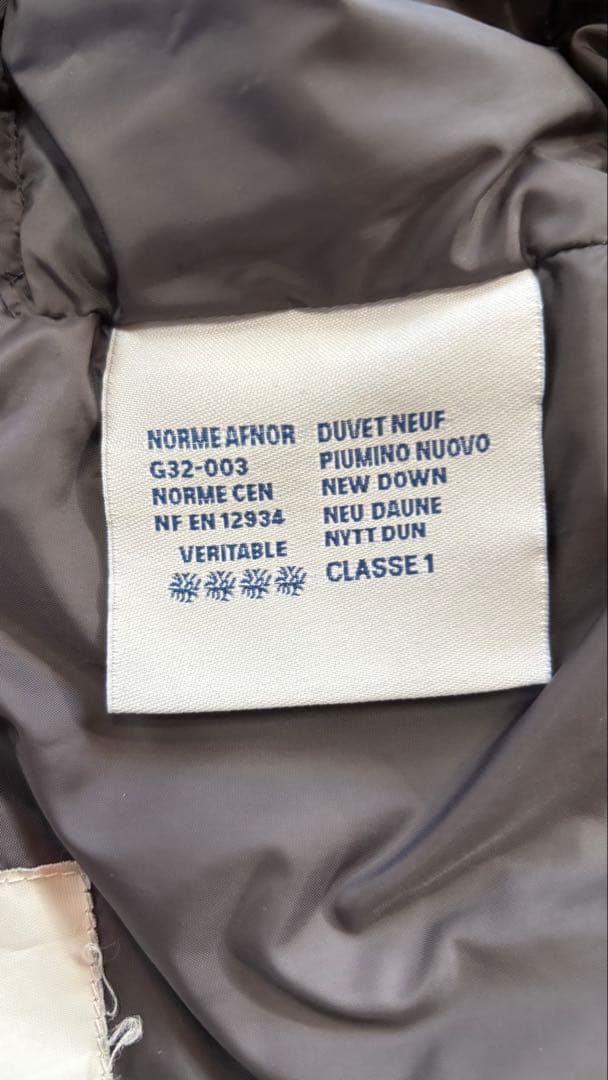 NORME AFNOR
G32-003
NORME CEN
NF EN 12934
VERITABLE
DUVET NEUF
PIUMINO NUOVO
NEW DOWN
NEU DAUNE
NYTT DUN
CLASSE 1